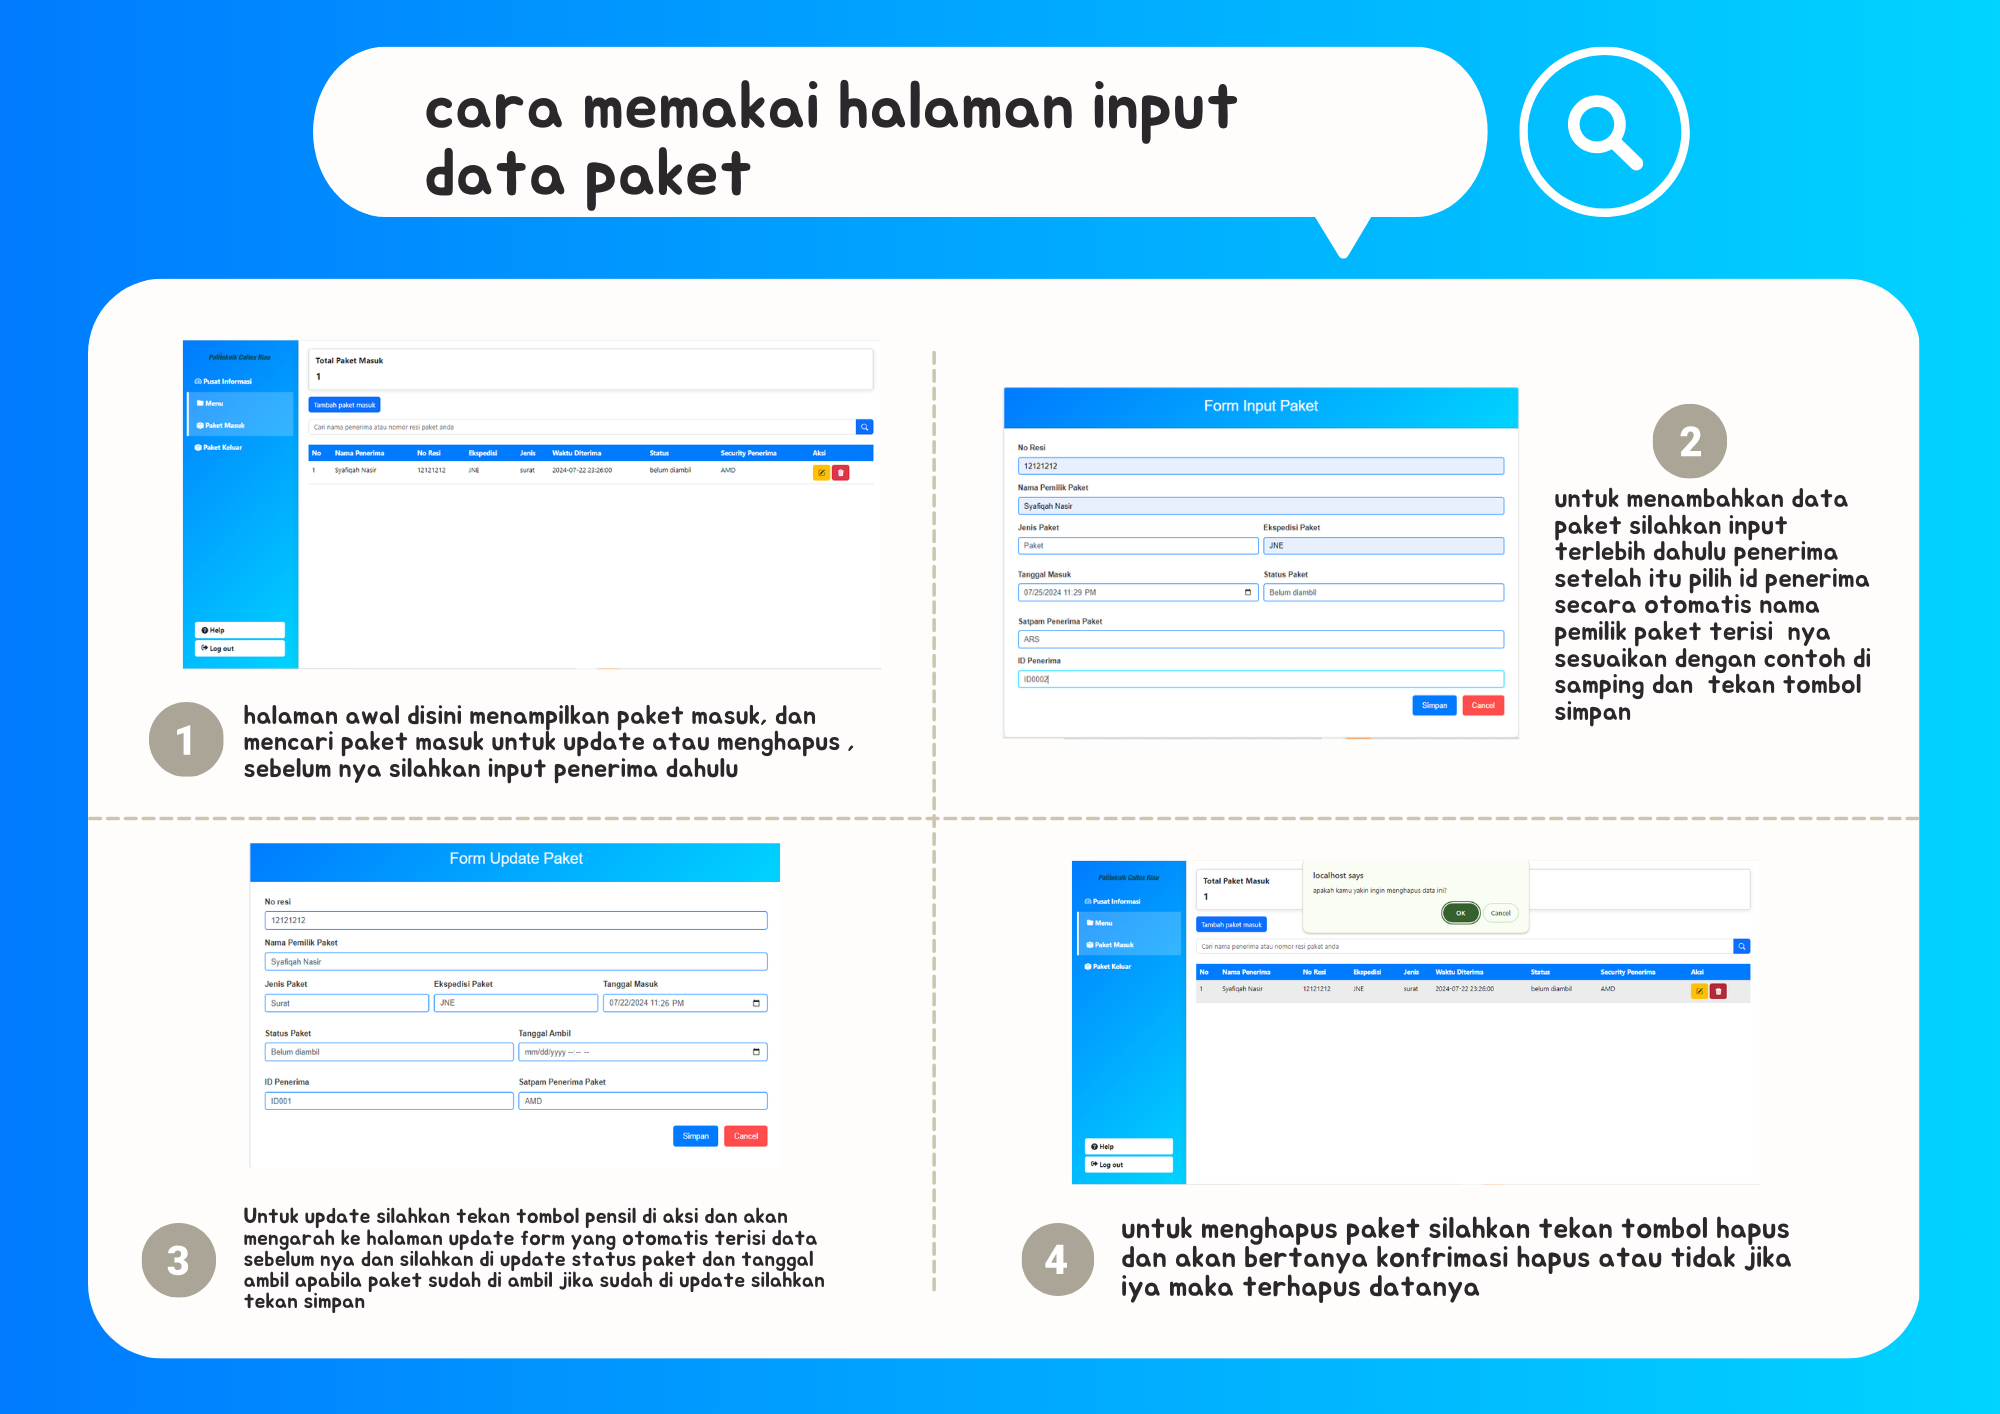 cara memakai halaman input
data paket
Politeknik Caltex Riau
Pusat Informasi
Menu
Paket Masuk
Paket Keluar
Help
Log out
Total Paket Masuk
1
Tambah paket masuk
Cari nama penerima atau nomor resi paket anda
No Nama Penerima No Resi Ekspedisi Jenis Waktu Diterima Status Security Penerima Aksi
1 Syafiqah Nasir 12121212 JNE surat 2024-07-22 23:26:00 belum diambil AMD
1
halaman awal disini menampilkan paket masuk, dan
mencari paket masuk untuk update atau menghapus ,
sebelum nya silahkan input penerima dahulu
Form Input Paket
No Resi
12121212
Nama Pemilik Paket
Syafiqah Nasir
Jenis Paket Ekspedisi Paket
Paket JNE
Tanggal Masuk Status Paket
07/25/2024 11:29 PM Belum diambil
Satpam Penerima Paket
ARS
ID Penerima
ID0002
Simpan Cancel
2
untuk menambahkan data
paket silahkan input
terlebih dahulu penerima
setelah itu pilih id penerima
secara otomatis nama
pemilik paket terisi  nya
sesuaikan dengan contoh di
samping dan  tekan tombol
simpan
Form Update Paket
No resi
12121212
Nama Pemilik Paket
Syafiqah Nasir
Jenis Paket Ekspedisi Paket Tanggal Masuk
Surat JNE 07/22/2024 11:26 PM
Status Paket Tanggal Ambil
Belum diambil mm/dd/yyyy --:-- --
ID Penerima Satpam Penerima Paket
ID001 AMD
Simpan Cancel
3
Untuk update silahkan tekan tombol pensil di aksi dan akan
mengarah ke halaman update form yang otomatis terisi data
sebelum nya dan silahkan di update status paket dan tanggal
ambil apabila paket sudah di ambil jika sudah di update silahkan
tekan simpan
Politeknik Caltex Riau
Pusat Informasi
Menu
Paket Masuk
Paket Keluar
Help
Log out
Total Paket Masuk
1
localhost says
apakah kamu yakin ingin menghapus data ini?
OK Cancel
Tambah paket masuk
Cari nama penerima atau nomor resi paket anda
No Nama Penerima No Resi Ekspedisi Jenis Waktu Diterima Status Security Penerima Aksi
1 Syafiqah Nasir 12121212 JNE surat 2024-07-22 23:26:00 belum diambil AMD
4
untuk menghapus paket silahkan tekan tombol hapus
dan akan bertanya konfrimasi hapus atau tidak jika
iya maka terhapus datanya